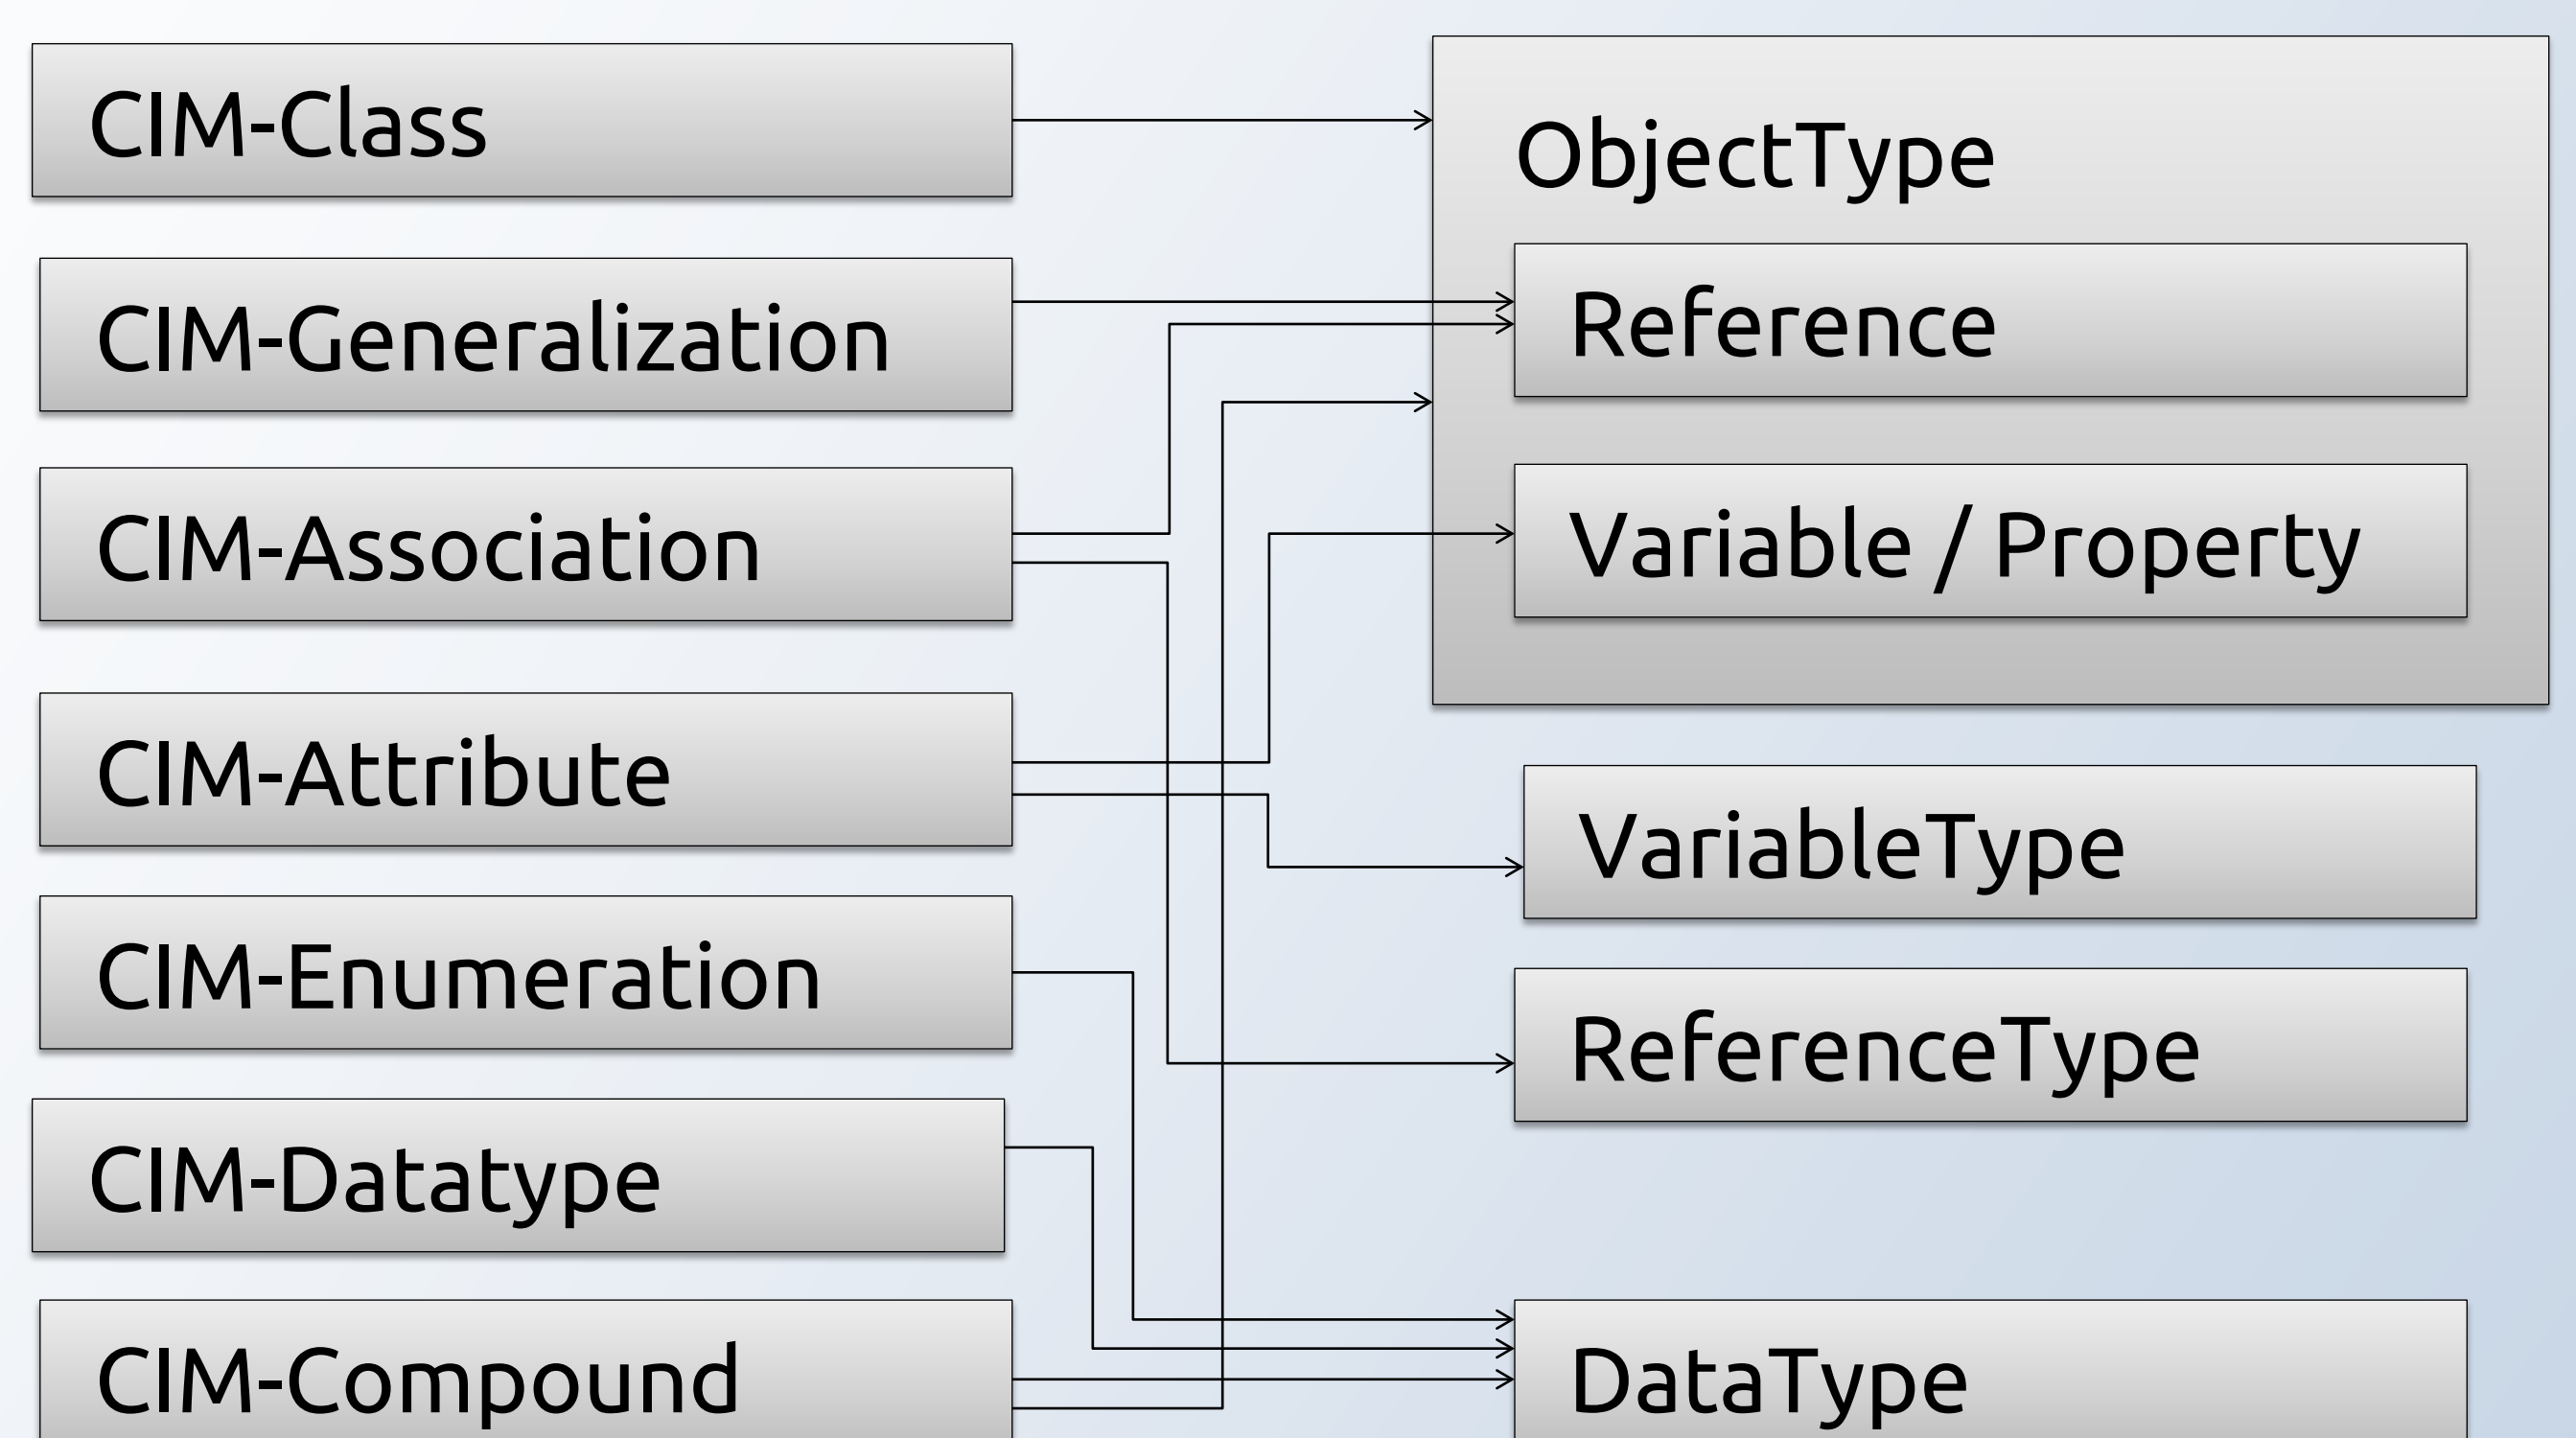 CIM-Class
CIM-Generalization
CIM-Association
CIM-Attribute
CIM-Enumeration
CIM-Datatype
CIM-Compound
ObjectType
Reference
Variable / Property
VariableType
ReferenceType
DataType